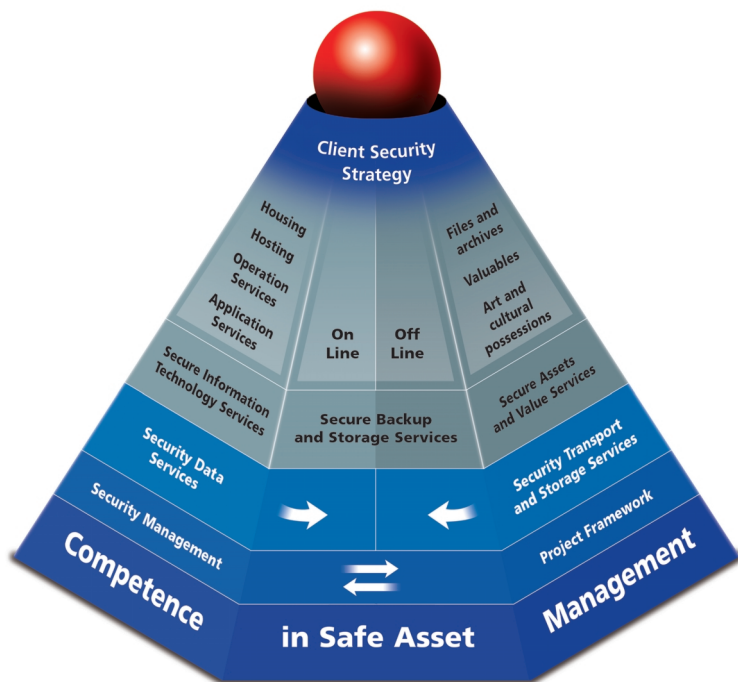 Client Security
Strategy
Housing
Hosting
Operation
Services
Application
Services
On
Line
Off
Line
Files and
archives
Valuables
Art and
cultural
possessions
Secure Information
Technology Services
Secure Backup
and Storage Services
Secure Assets
and Value Services
Security Data
Services
Security Transport
and Storage Services
Security Management
Project Framework
Competence
in Safe Asset
Management